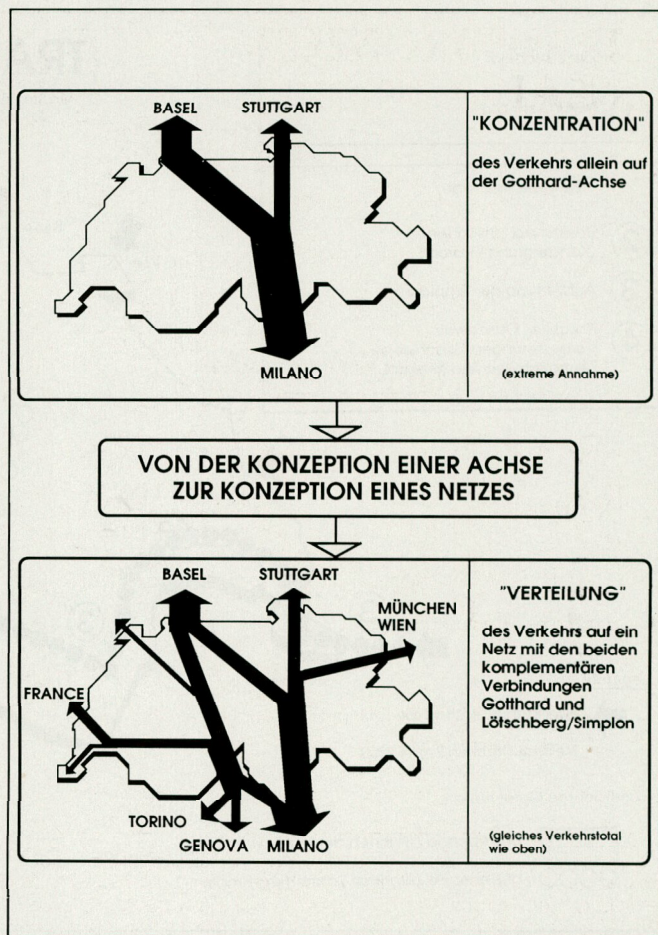 BASEL
STUTTGART
MILANO
"KONZENTRATION"
des Verkehrs allein auf
der Gotthard-Achse
(extreme Annahme)
VON DER KONZEPTION EINER ACHSE
ZUR KONZEPTION EINES NETZES
BASEL
STUTTGART
MÜNCHEN
WIEN
FRANCE
TORINO
GENOVA
MILANO
"VERTEILUNG"
des Verkehrs auf ein
Netz mit den beiden
komplementären
Verbindungen
Gotthard und
Lötschberg/Simplon
(gleiches Verkehrstotal
wie oben)